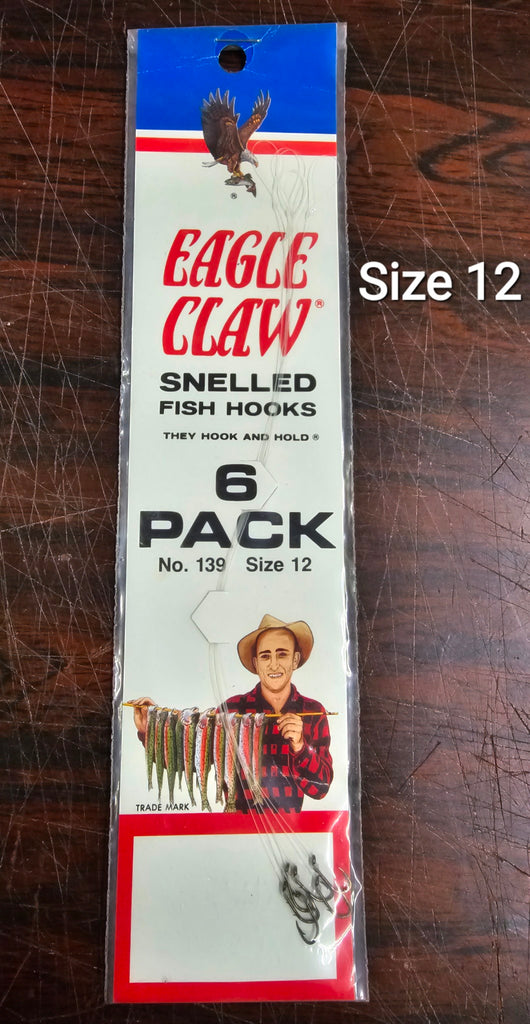 ®
EAGLE
CLAW®
SNELLED
FISH HOOKS
THEY HOOK AND HOLD®
6
PACK
No. 139 Size 12
TRADE MARK
Size 12